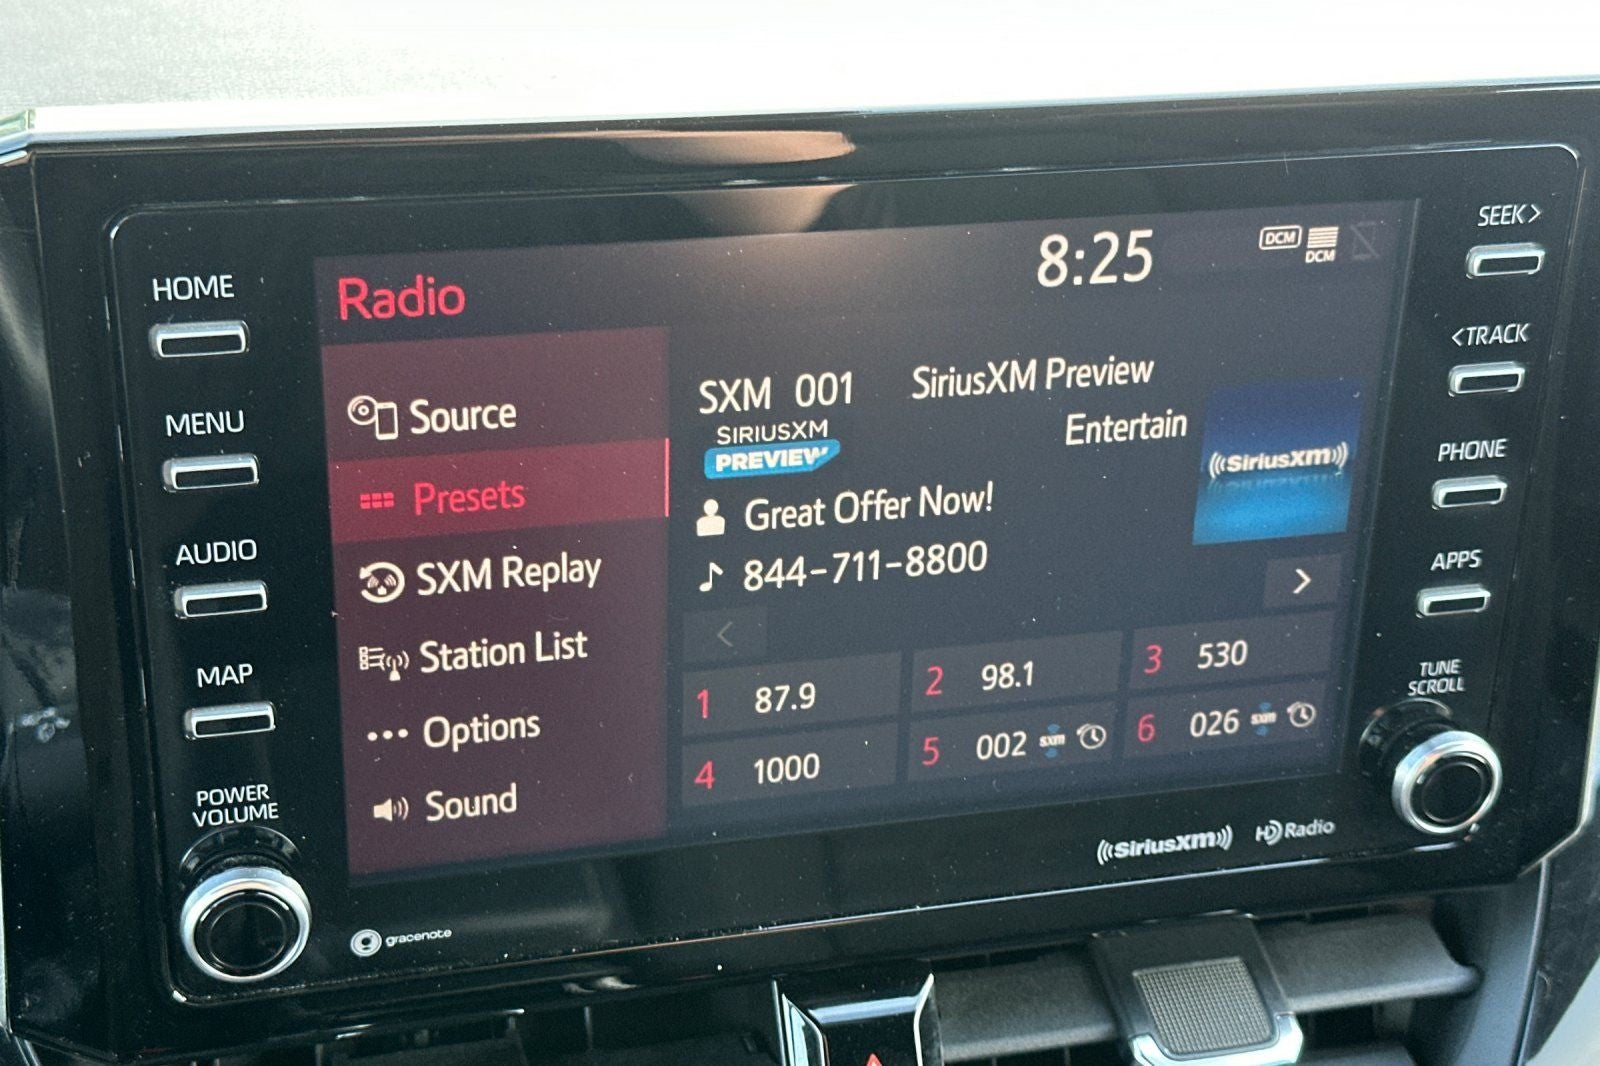 HOME
MENU
AUDIO
MAP
POWER
VOLUME
Radio
8:25
DCM
DCM
Source
Presets
SXM Replay
Station List
Options
Sound
SXM 001 SiriusXM Preview
Entertain
SIRIUSXM
PREVIEW
((SiriusXM))
Great Offer Now!
844-711-8800
<
>
1 87.9
2 98.1
3 530
4 1000
5 002 sxm
6 026 sxm
((SiriusXM)) HD Radio
gracenote
SEEK>
<TRACK
PHONE
APPS
TUNE
SCROLL